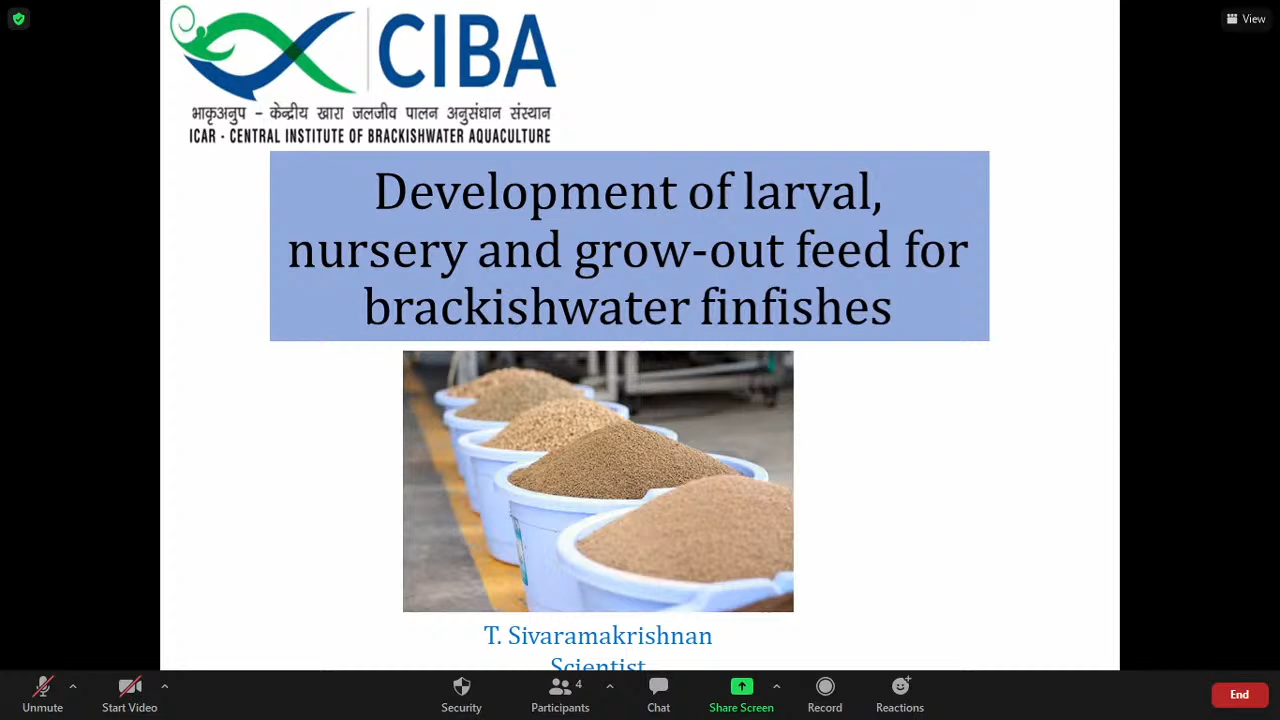 View
CIBA
भाकृअनुप – केन्द्रीय खारा जलजीव पालन अनुसंधान संस्थान
ICAR - CENTRAL INSTITUTE OF BRACKISHWATER AQUACULTURE
Development of larval,
nursery and grow-out feed for
brackishwater finfishes
T. Sivaramakrishnan
Scientist
Unmute
Start Video
Security
4
Participants
Chat
Share Screen
Record
Reactions
End